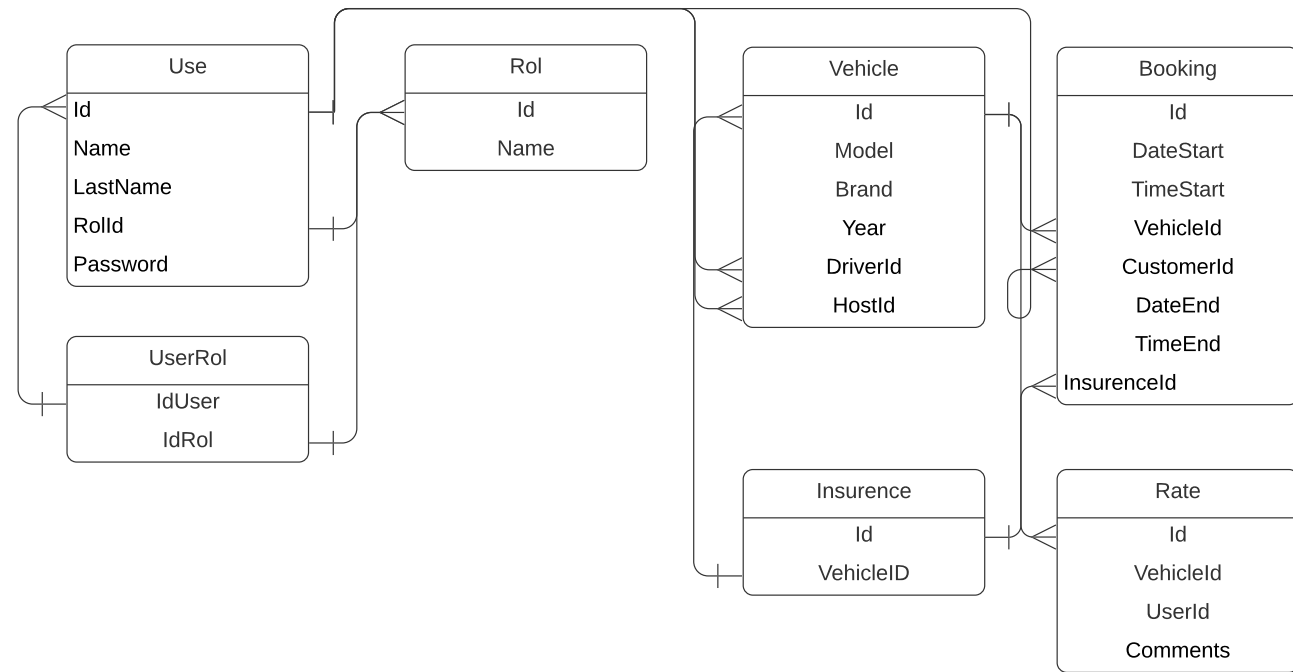 Use
Id
Name
LastName
RolId
Password
Rol
Id
Name
UserRol
IdUser
IdRol
Vehicle
Id
Model
Brand
Year
DriverId
HostId
Booking
Id
DateStart
TimeStart
VehicleId
CustomerId
DateEnd
TimeEnd
InsurenceId
Insurence
Id
VehicleID
Rate
Id
VehicleId
UserId
Comments